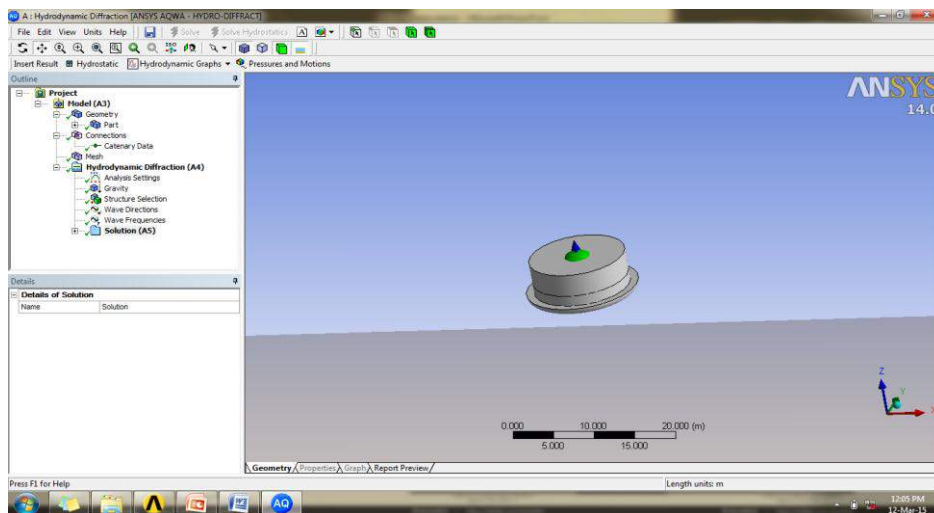 A : Hydrodynamic Diffraction [ANSYS AQWA - HYDRO-DIFFRACT]
File Edit View Units Help Solve Solve Hydrostatics A
ISO
Insert Result Hydrostatic Hydrodynamic Graphs Pressures and Motions
Outline
Project
Model (A3)
Geometry
Part
Connections
Catenary Data
Mesh
Hydrodynamic Diffraction (A4)
Analysis Settings
Gravity
Structure Selection
Wave Directions
Wave Frequencies
Solution (A5)
Details
Details of Solution
Name Solution
ANSYS
14.0
Z
Y
X
0.000 10.000 20.000 (m)
5.000 15.000
Geometry Properties Graph Report Preview
Press F1 for Help Length units: m
AQ
12:05 PM
12-Mar-15